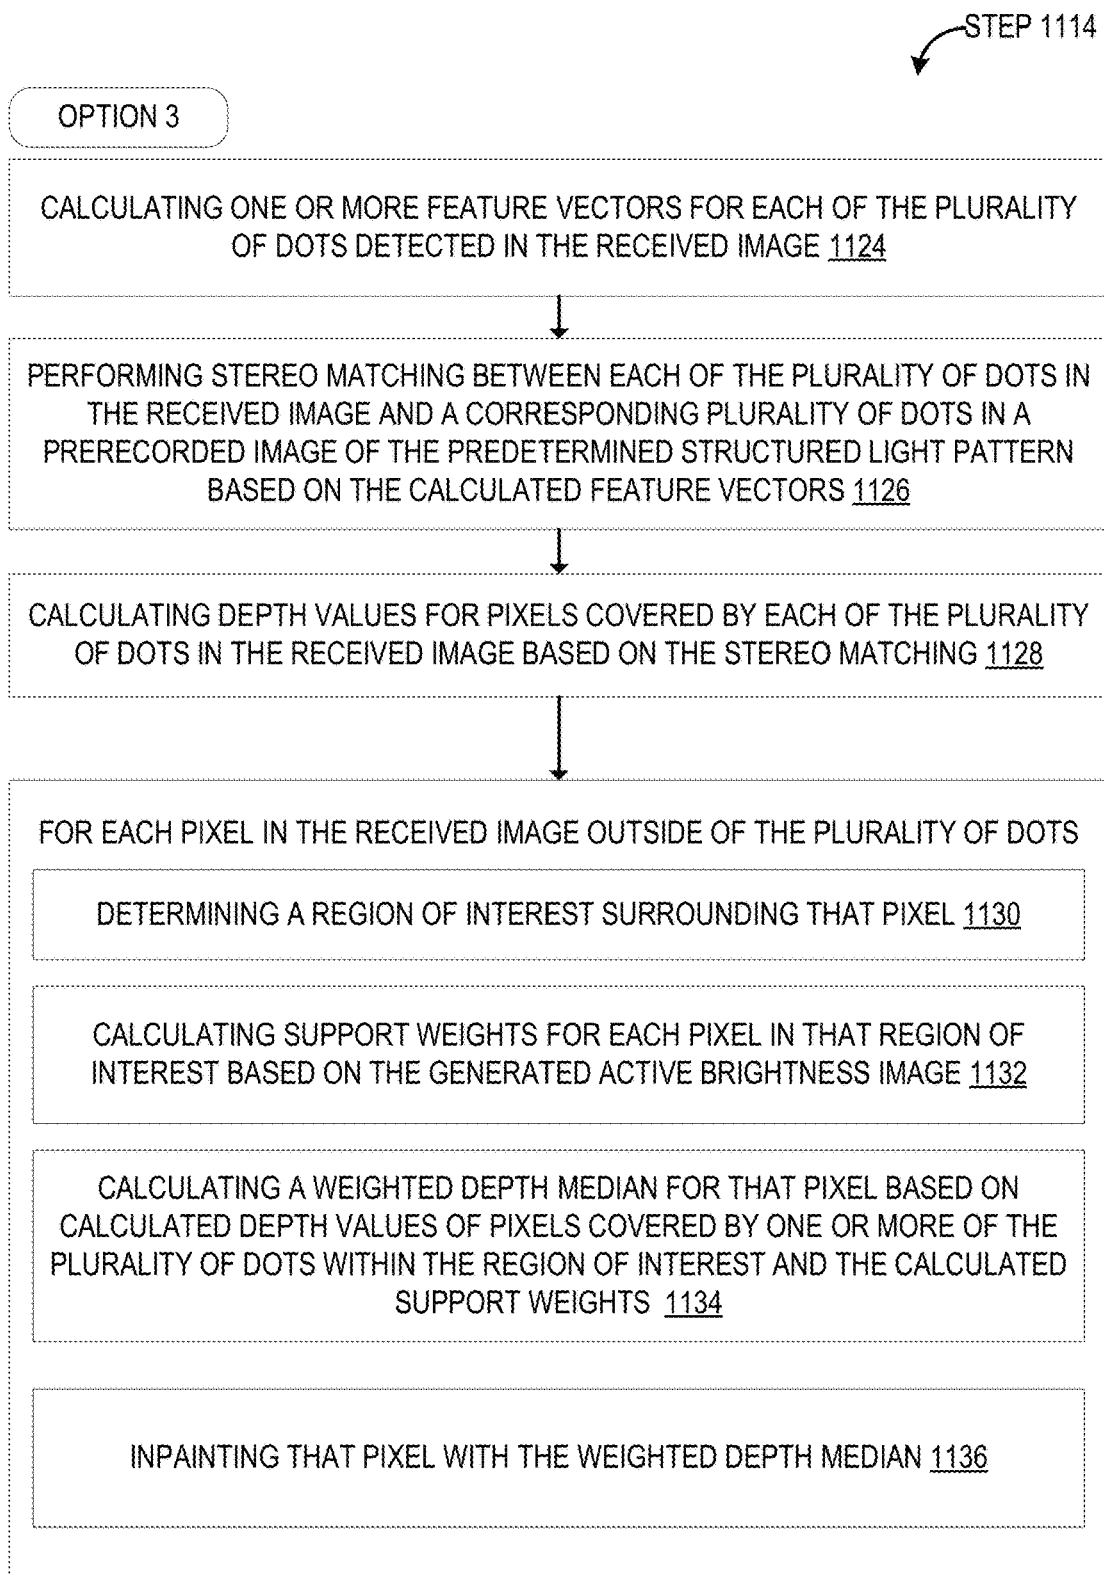 STEP 1114
OPTION 3
CALCULATING ONE OR MORE FEATURE VECTORS FOR EACH OF THE PLURALITY
OF DOTS DETECTED IN THE RECEIVED IMAGE 1124
PERFORMING STEREO MATCHING BETWEEN EACH OF THE PLURALITY OF DOTS IN
THE RECEIVED IMAGE AND A CORRESPONDING PLURALITY OF DOTS IN A
PRERECORDED IMAGE OF THE PREDETERMINED STRUCTURED LIGHT PATTERN
BASED ON THE CALCULATED FEATURE VECTORS 1126
CALCULATING DEPTH VALUES FOR PIXELS COVERED BY EACH OF THE PLURALITY
OF DOTS IN THE RECEIVED IMAGE BASED ON THE STEREO MATCHING 1128
FOR EACH PIXEL IN THE RECEIVED IMAGE OUTSIDE OF THE PLURALITY OF DOTS
DETERMINING A REGION OF INTEREST SURROUNDING THAT PIXEL 1130
CALCULATING SUPPORT WEIGHTS FOR EACH PIXEL IN THAT REGION OF
INTEREST BASED ON THE GENERATED ACTIVE BRIGHTNESS IMAGE 1132
CALCULATING A WEIGHTED DEPTH MEDIAN FOR THAT PIXEL BASED ON
CALCULATED DEPTH VALUES OF PIXELS COVERED BY ONE OR MORE OF THE
PLURALITY OF DOTS WITHIN THE REGION OF INTEREST AND THE CALCULATED
SUPPORT WEIGHTS 1134
INPAINTING THAT PIXEL WITH THE WEIGHTED DEPTH MEDIAN 1136